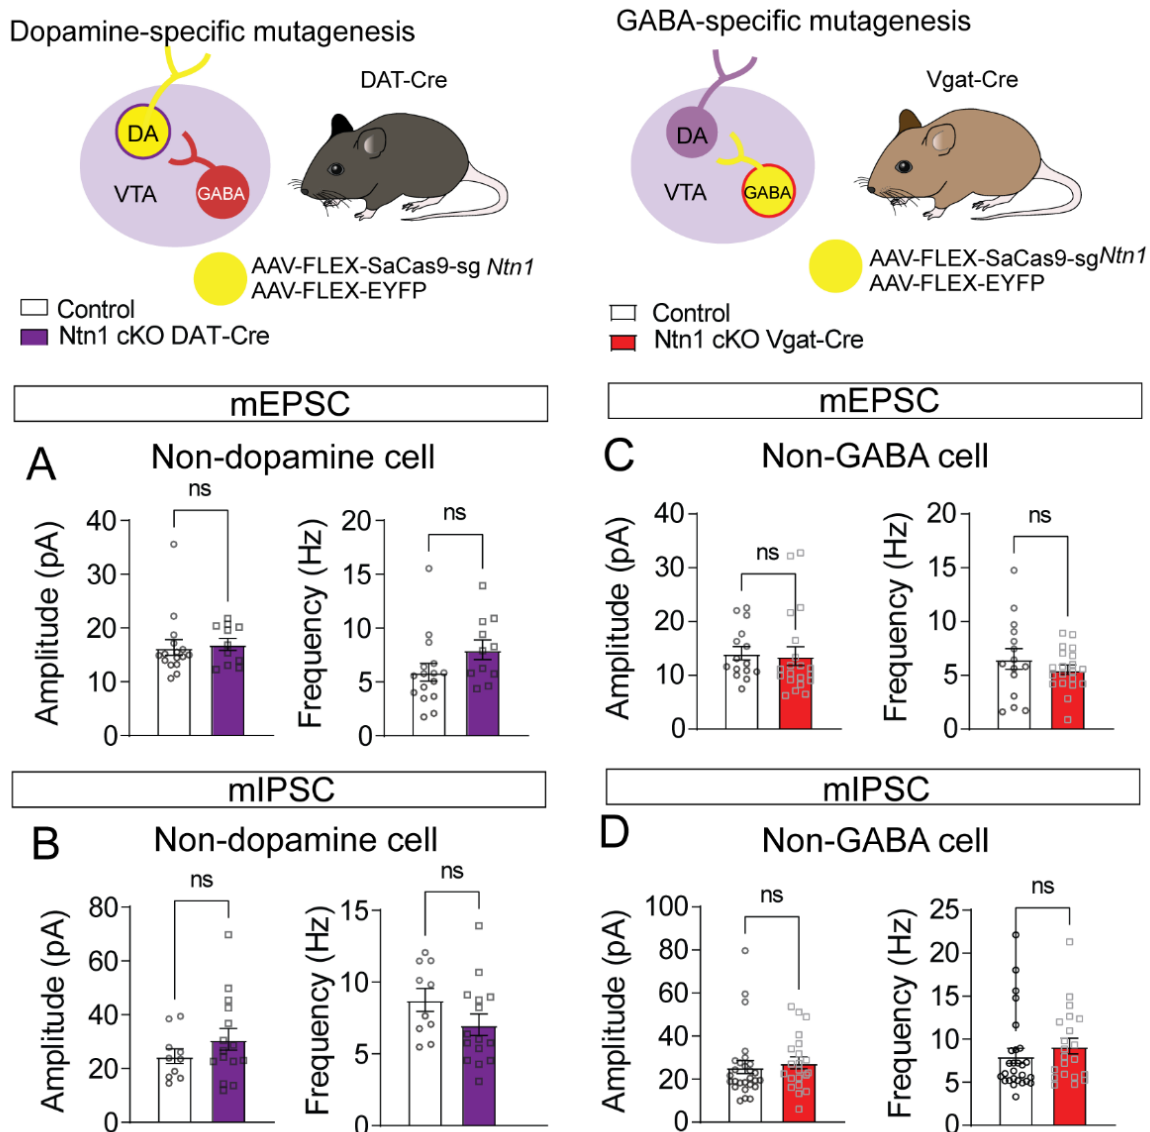 Dopamine-specific mutagenesis
DAT-Cre
DA
VTA
GABA
AAV-FLEX-SaCas9-sg Ntn1
AAV-FLEX-EYFP
Control
Ntn1 cKO DAT-Cre
GABA-specific mutagenesis
Vgat-Cre
DA
VTA
GABA
AAV-FLEX-SaCas9-sgNtn1
AAV-FLEX-EYFP
Control
Ntn1 cKO Vgat-Cre
mEPSC
A
Non-dopamine cell
Amplitude (pA)
40
30
20
10
0
ns
Frequency (Hz)
20
15
10
5
0
ns
mIPSC
B
Non-dopamine cell
Amplitude (pA)
80
60
40
20
0
ns
Frequency (Hz)
15
10
5
0
ns
mEPSC
C
Non-GABA cell
Amplitude (pA)
40
30
20
10
0
ns
Frequency (Hz)
20
15
10
5
0
ns
mIPSC
D
Non-GABA cell
Amplitude (pA)
100
80
60
40
20
0
ns
Frequency (Hz)
25
20
15
10
5
0
ns